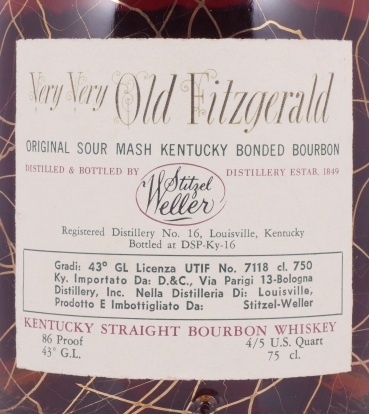 Very Very Old Fitzgerald
ORIGINAL SOUR MASH KENTUCKY BONDED BOURBON
DISTILLED & BOTTLED BY Stitzel DISTILLERY ESTAB. 1849
Weller
Registered Distillery No. 16, Louisville, Kentucky
Bottled at DSP-Ky-16
Gradi: 43° GL Licenza UTIF No. 7118 cl. 750
Ky. Importato Da: D.&C., Via Parigi 13-Bologna
Distillery, Inc. Nella Distilleria Di: Louisville,
Prodotto E Imbottigliato Da: Stitzel-Weller
KENTUCKY STRAIGHT BOURBON WHISKEY
86 Proof 4/5 U.S. Quart
43° G.L. 75 cl.